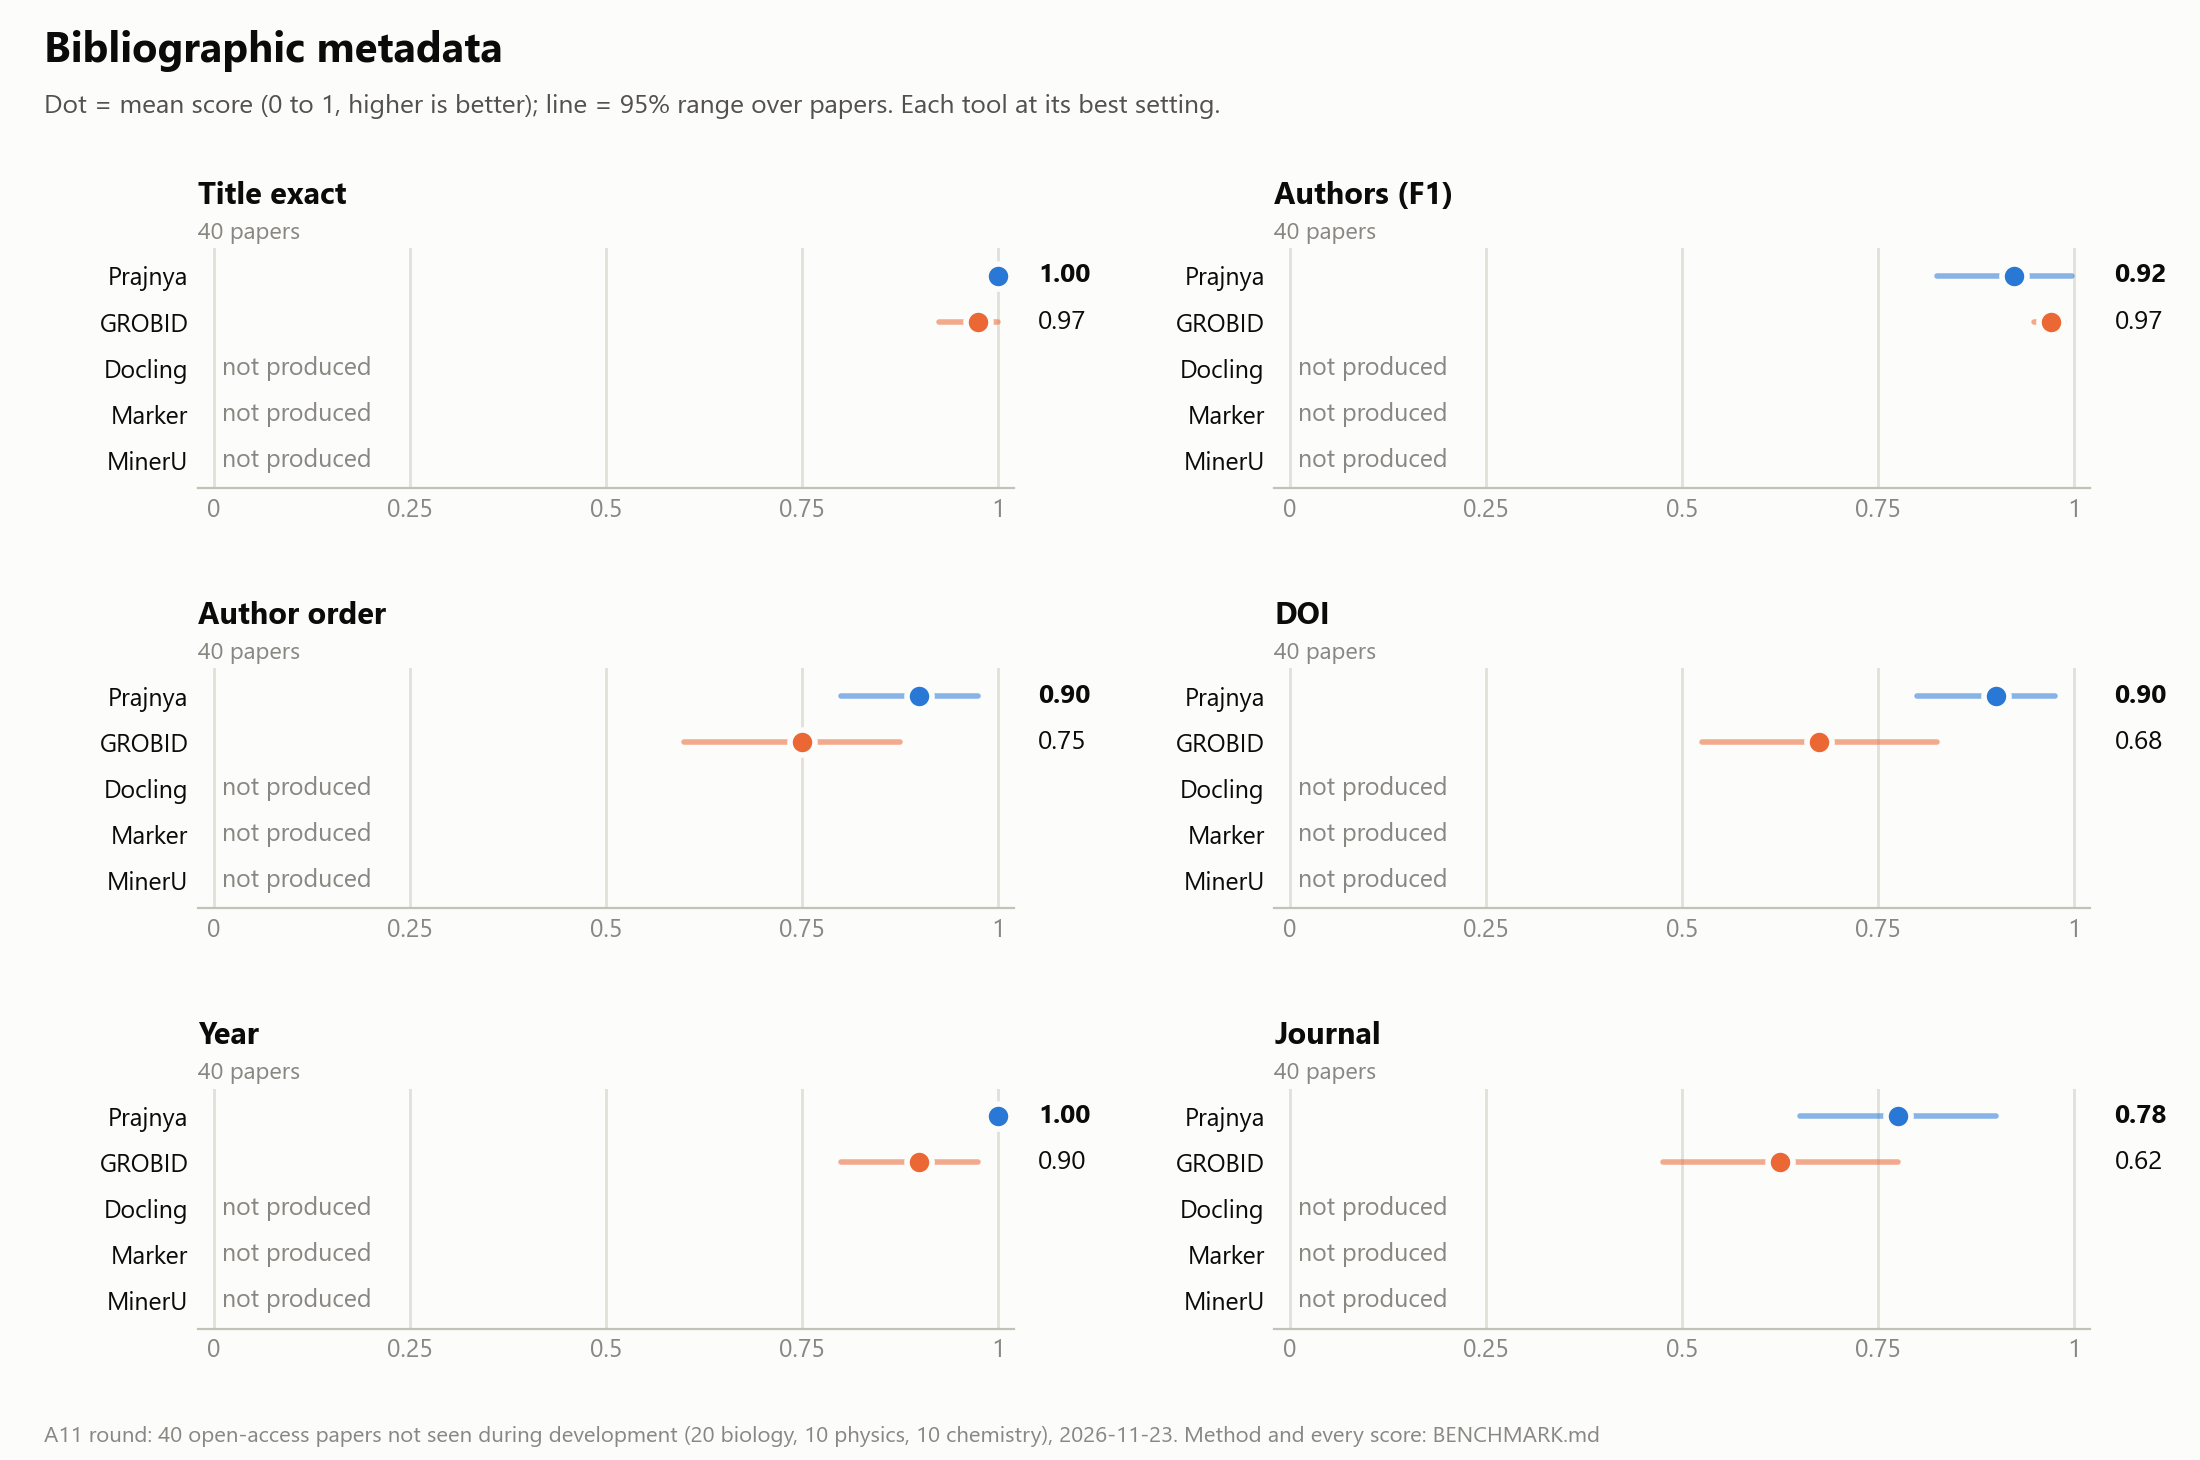 Bibliographic metadata
Dot = mean score (0 to 1, higher is better); line = 95% range over papers. Each tool at its best setting.
Title exact
40 papers
Prajnya 1.00
GROBID 0.97
Docling not produced
Marker not produced
MinerU not produced
0 0.25 0.5 0.75 1
Authors (F1)
40 papers
Prajnya 0.92
GROBID 0.97
Docling not produced
Marker not produced
MinerU not produced
0 0.25 0.5 0.75 1
Author order
40 papers
Prajnya 0.90
GROBID 0.75
Docling not produced
Marker not produced
MinerU not produced
0 0.25 0.5 0.75 1
DOI
40 papers
Prajnya 0.90
GROBID 0.68
Docling not produced
Marker not produced
MinerU not produced
0 0.25 0.5 0.75 1
Year
40 papers
Prajnya 1.00
GROBID 0.90
Docling not produced
Marker not produced
MinerU not produced
0 0.25 0.5 0.75 1
Journal
40 papers
Prajnya 0.78
GROBID 0.62
Docling not produced
Marker not produced
MinerU not produced
0 0.25 0.5 0.75 1
A11 round: 40 open-access papers not seen during development (20 biology, 10 physics, 10 chemistry), 2026-11-23. Method and every score: BENCHMARK.md